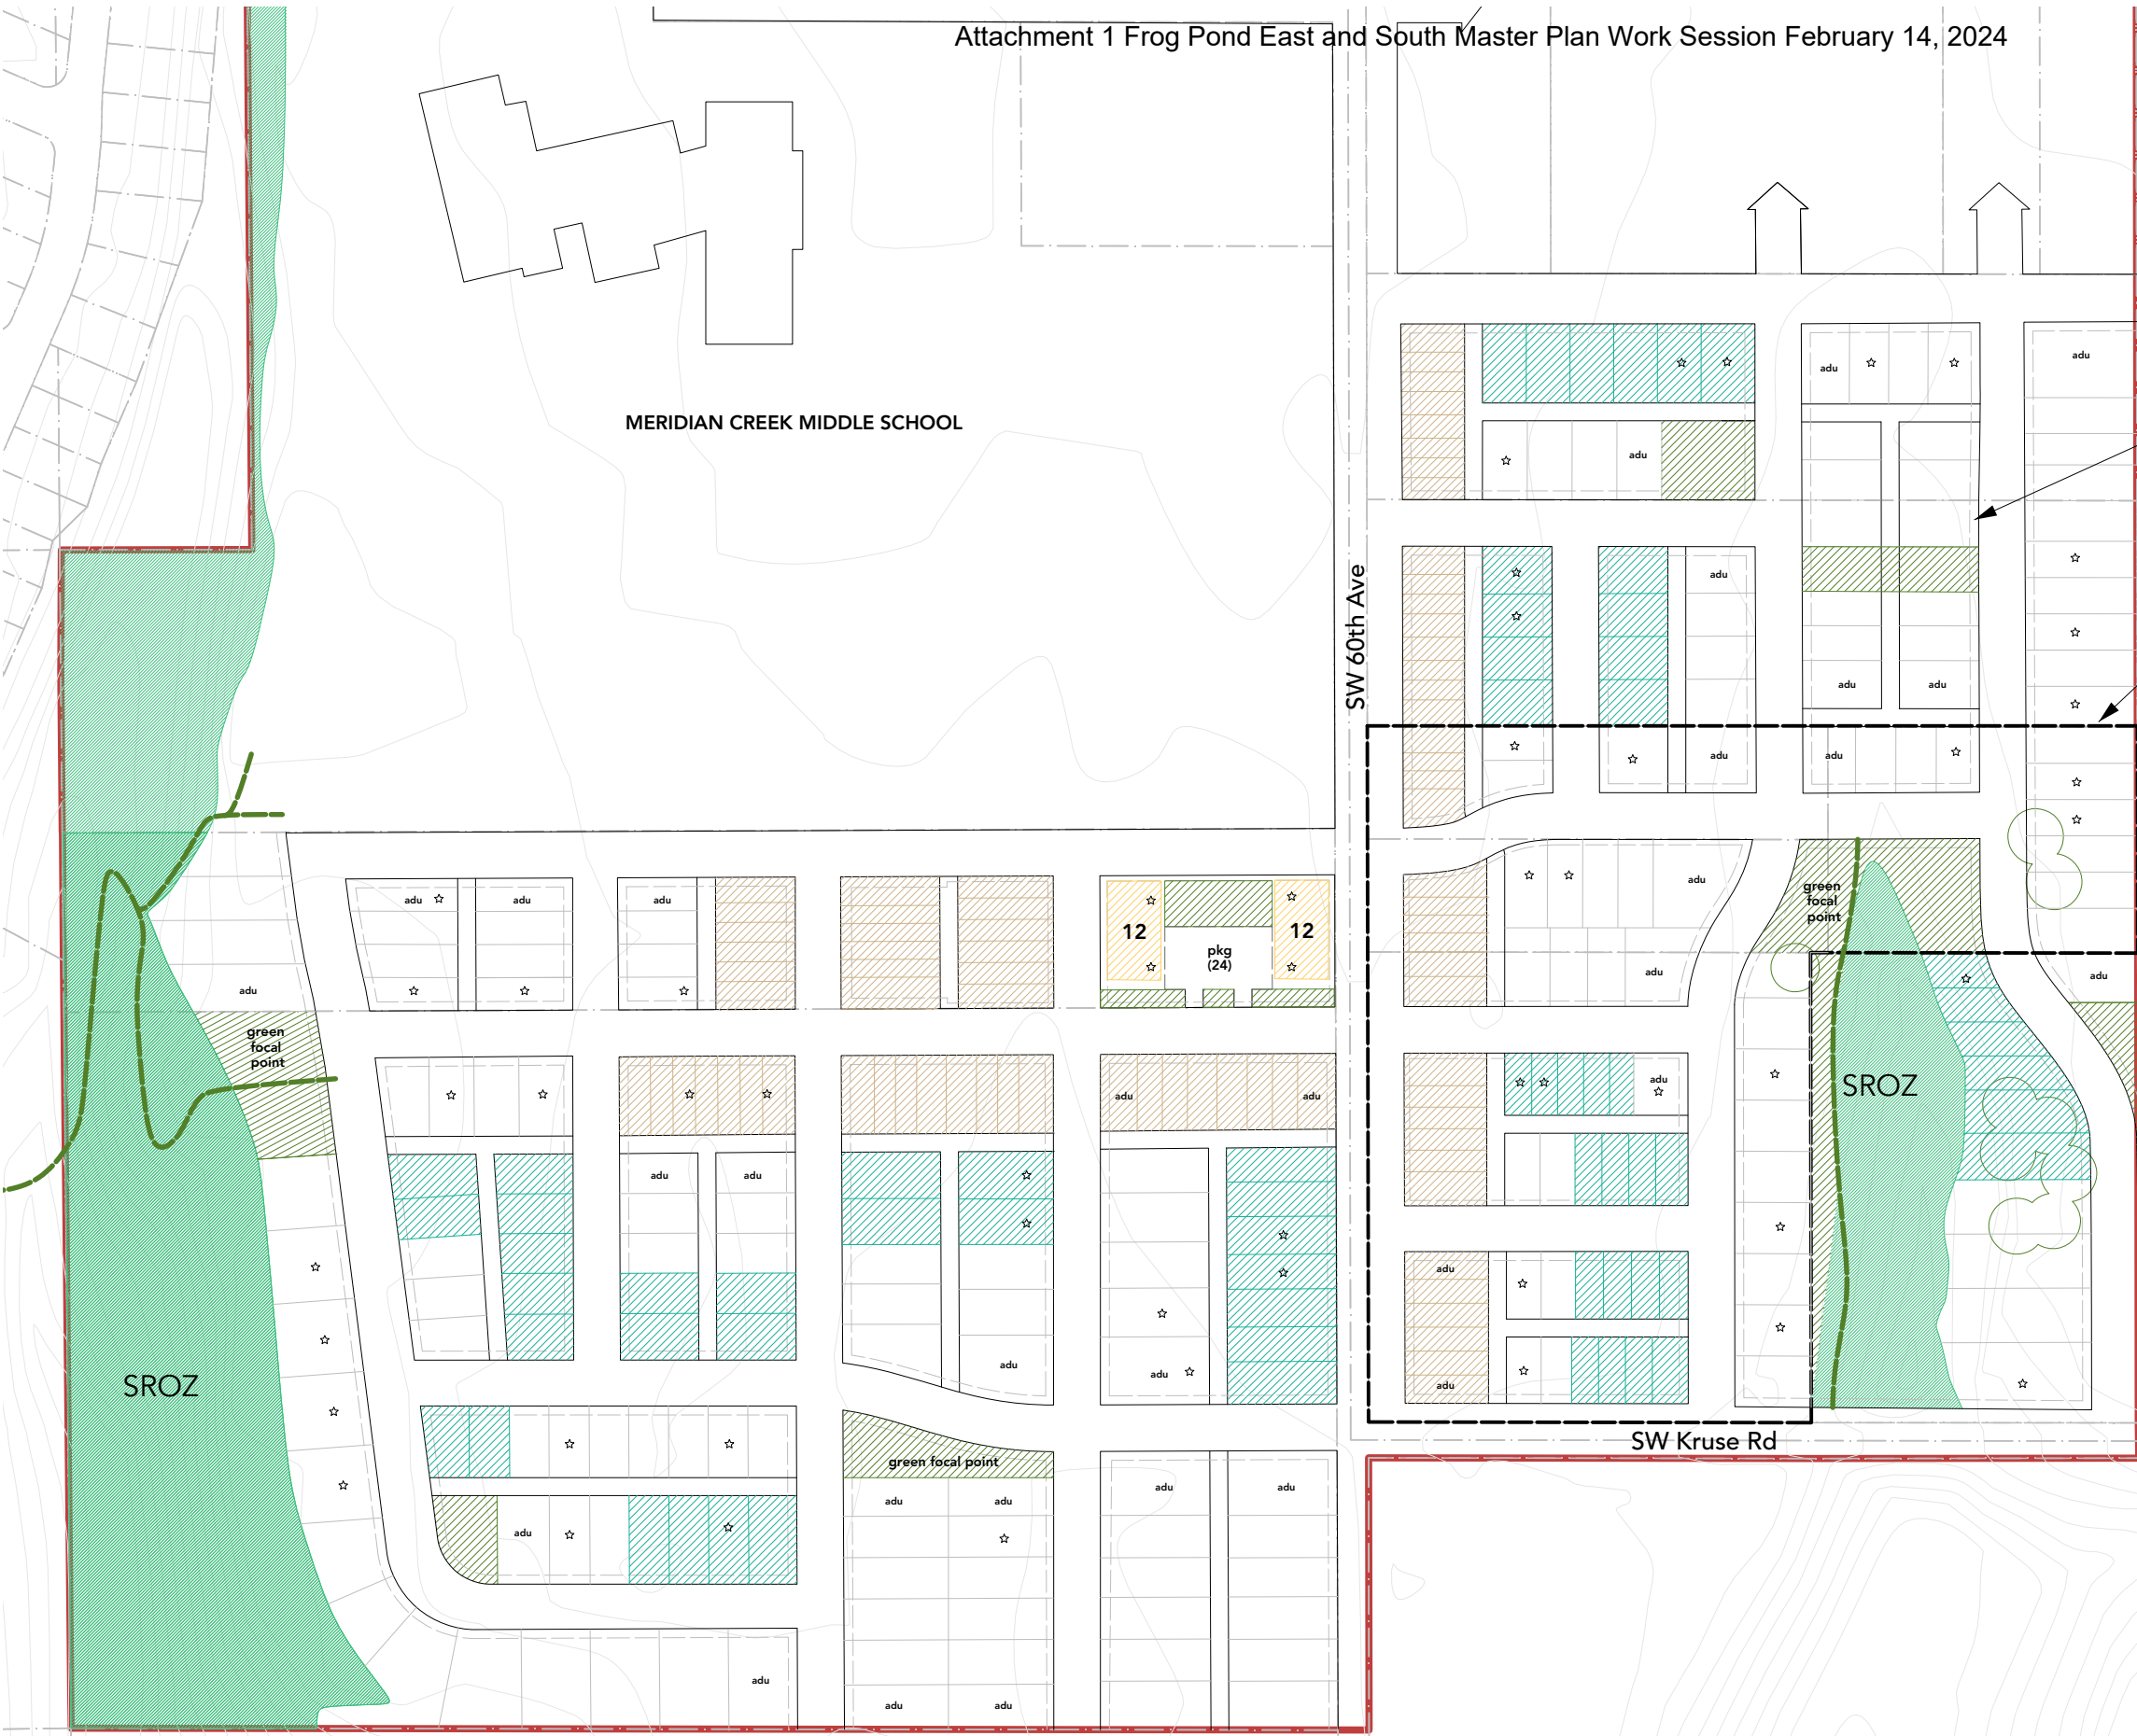 Attachment 1 Frog Pond East and South Master Plan Work Session February 14, 2024
MERIDIAN CREEK MIDDLE SCHOOL
SW 60th Ave
adu
adu
adu
adu
adu
adu
adu
adu
adu
adu
adu
adu
adu
12
pkg
(24)
12
adu
green
focal
point
adu
adu
adu
green
focal
point
adu
adu
adu
SROZ
adu
adu
adu
adu
adu
adu
SROZ
SW Kruse Rd
green focal point
adu
adu
adu
adu
adu
adu
adu
adu